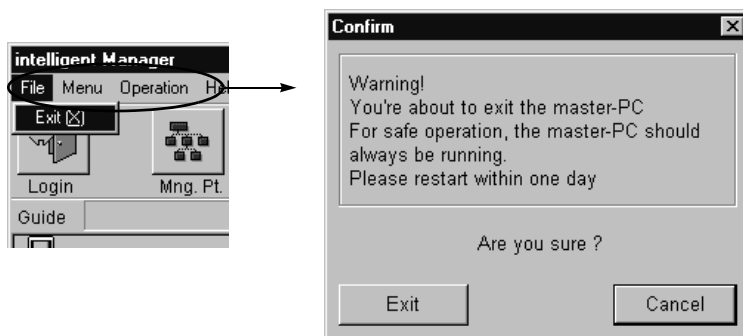 intelligent Manager
File Menu Operation Hel
Exit (X)
Login Mng. Pt.
Guide
Confirm
Warning!
You're about to exit the master-PC
For safe operation, the master-PC should
always be running.
Please restart within one day
Are you sure ?
Exit Cancel